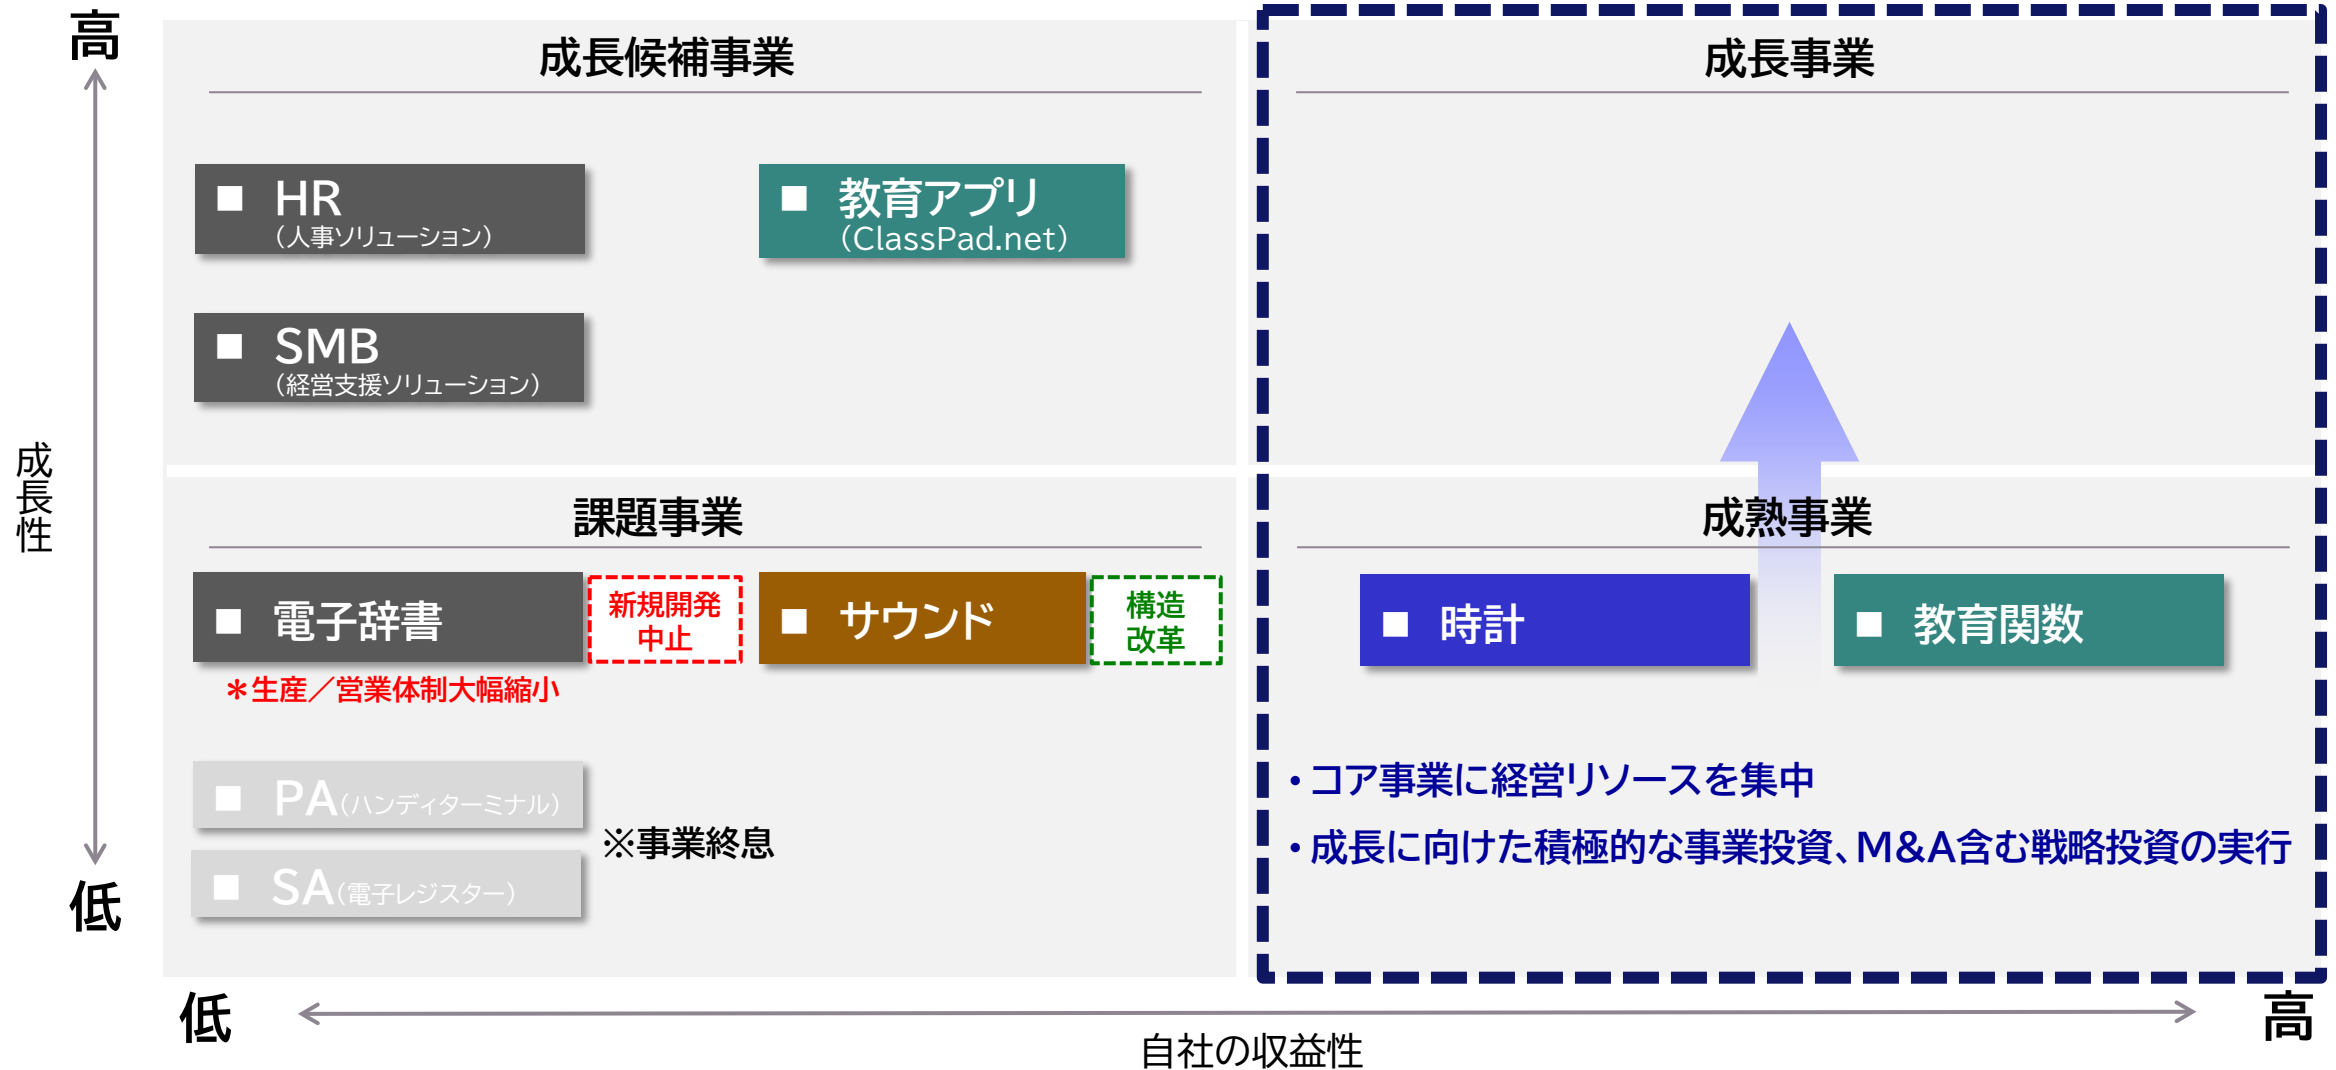 高
成長候補事業
成長事業
■ HR
（人事ソリューション）
■ 教育アプリ
（ClassPad.net）
■ SMB
（経営支援ソリューション）
成長性
課題事業
成熟事業
■ 電子辞書
新規開発
中止
■ サウンド
構造
改革
■ 時計
■ 教育関数
＊生産／営業体制大幅縮小
■ PA（ハンディターミナル）
※事業終息
■ SA（電子レジスター）
・コア事業に経営リソースを集中
・成長に向けた積極的な事業投資、M&A含む戦略投資の実行
低
低
高
自社の収益性